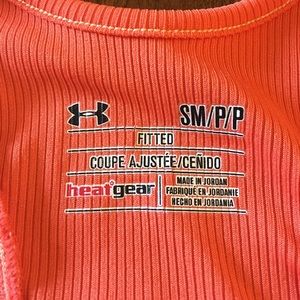 SM/P/P
FITTED
COUPE AJUSTÉE/CEÑIDO
heatgear
MADE IN JORDAN
FABRIQUÉ EN JORDANIE
HECHO EN JORDANIA